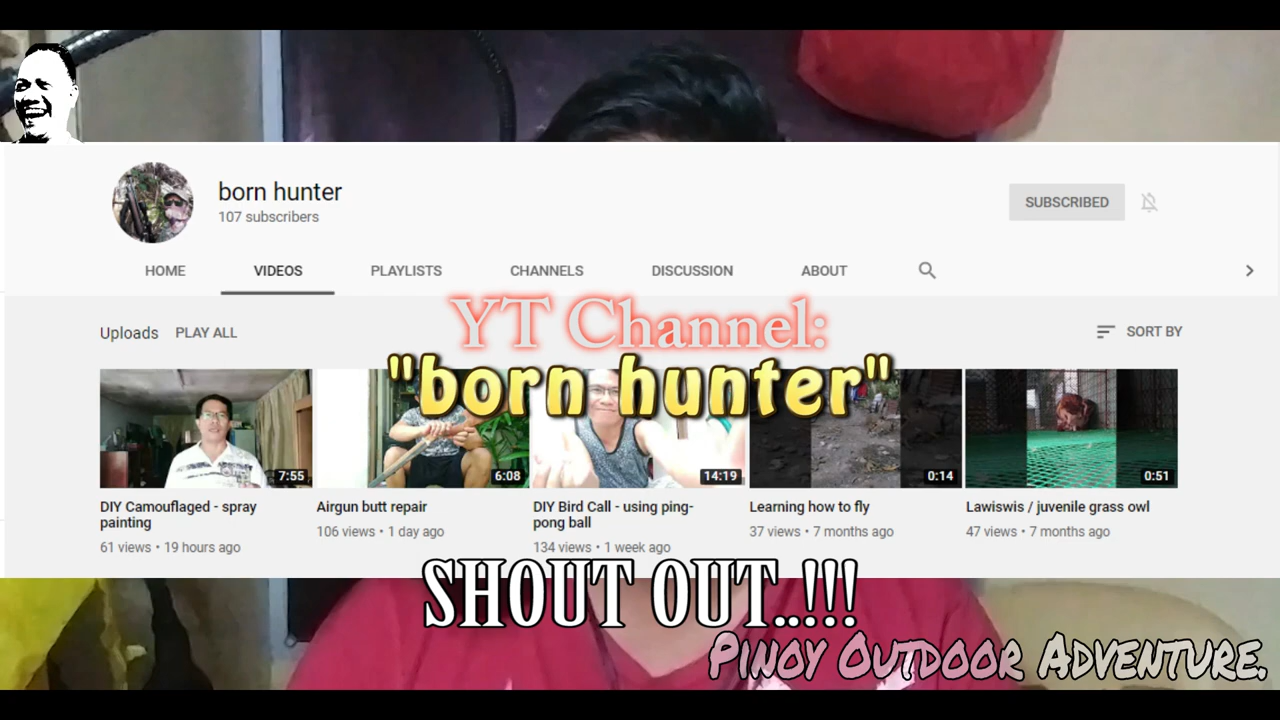 born hunter
107 subscribers
SUBSCRIBED
HOME VIDEOS PLAYLISTS CHANNELS DISCUSSION ABOUT
YT Channel:
Uploads PLAY ALL SORT BY
"born hunter"
7:55 6:08 14:19 0:14 0:51
DIY Camouflaged - spray painting
61 views • 19 hours ago
Airgun butt repair
106 views • 1 day ago
DIY Bird Call - using ping-pong ball
134 views • 1 week ago
Learning how to fly
37 views • 7 months ago
Lawiswis / juvenile grass owl
47 views • 7 months ago
SHOUT OUT..!!!
Pinoy Outdoor Adventure.